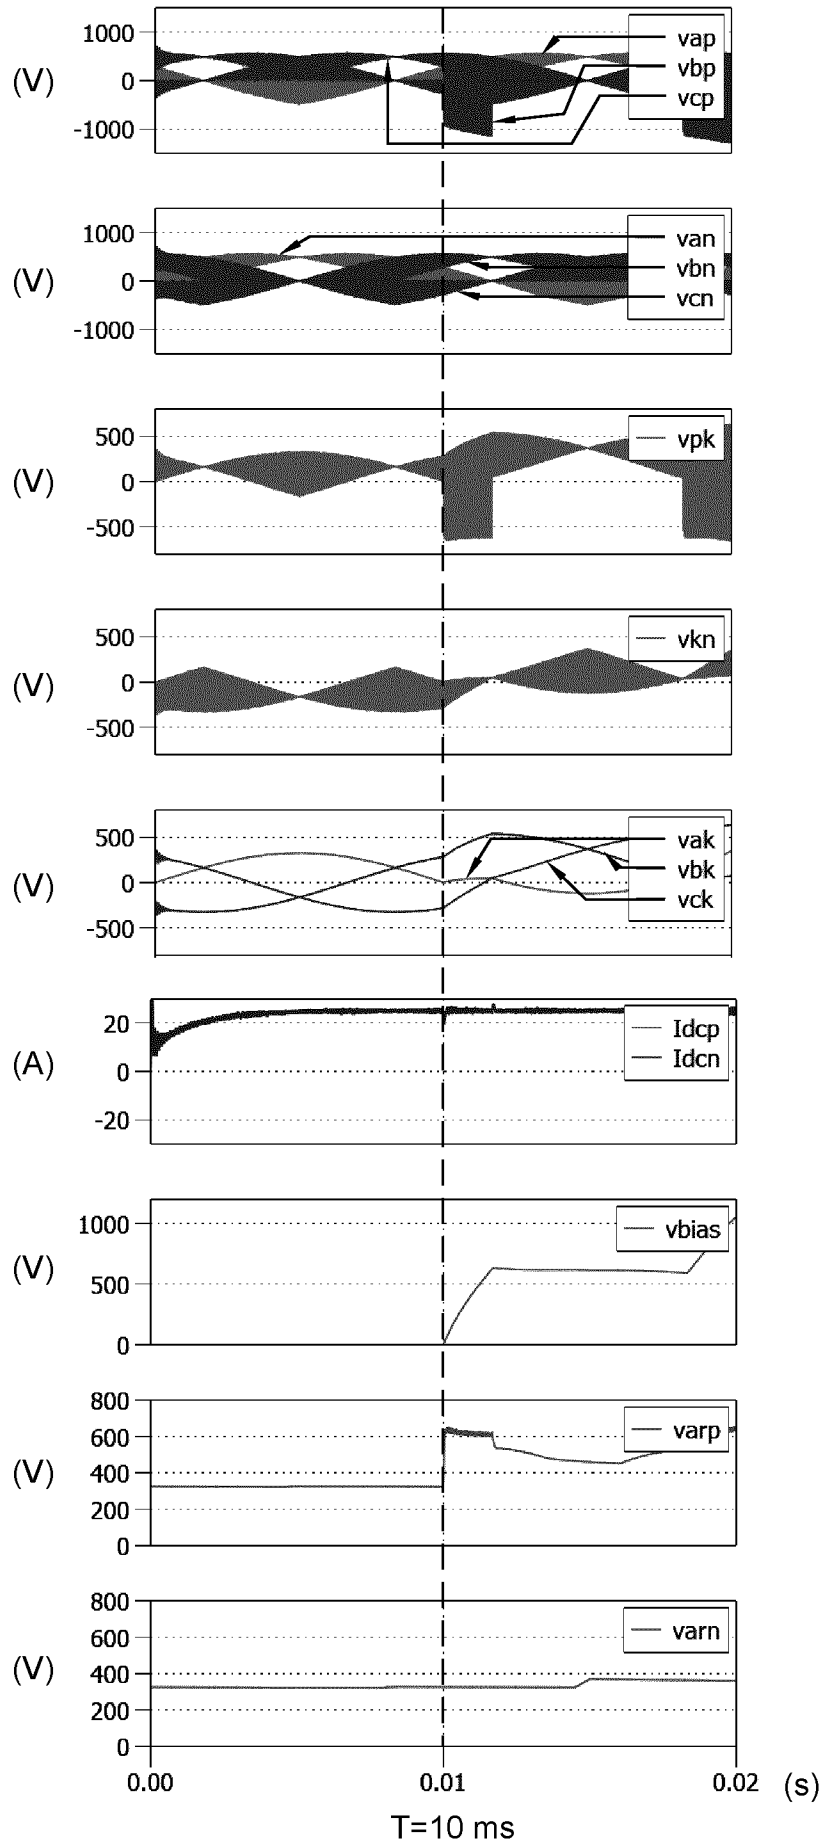 1000
vap
(V)
vbp
0
vcp
-1000
1000
van
(V)
vbn
0
vcn
-1000
500
vpk
(V)
0
-500
500
vkn
(V)
0
-500
500
vak
(V)
vbk
0
vck
-500
20
Idcp
(A)
Idcn
0
-20
1000
vbias
(V)
500
0
800
600
varp
(V)
400
200
0
800
600
varn
(V)
400
200
0
0.00 0.01 0.02 (s)
T=10 ms